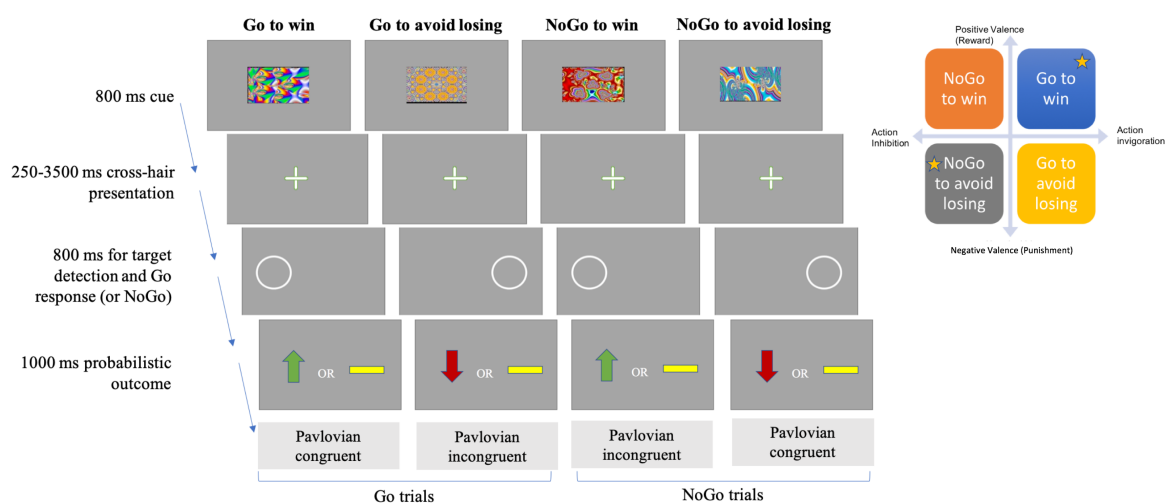 Go to win
Go to avoid losing
NoGo to win
NoGo to avoid losing
800 ms cue
250-3500 ms cross-hair
presentation
800 ms for target
detection and Go
response (or NoGo)
1000 ms probabilistic
outcome
OR
OR
OR
OR
Pavlovian
congruent
Pavlovian
incongruent
Pavlovian
incongruent
Pavlovian
congruent
Go trials
NoGo trials
Positive Valence
(Reward)
NoGo
to win
Go to
win
Action
Inhibition
Action
invigoration
NoGo
to avoid
losing
Go to
avoid
losing
Negative Valence (Punishment)